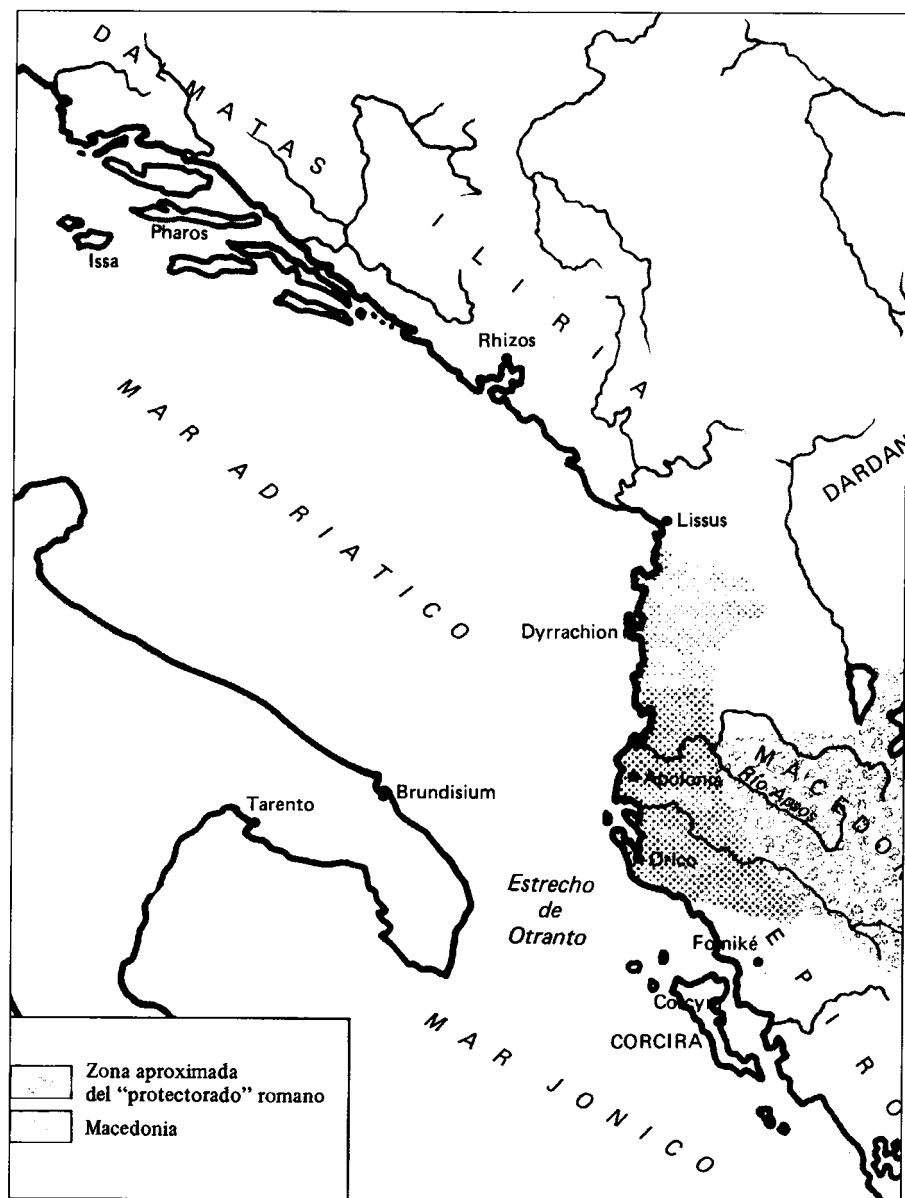 DALMATAS
ILIRIA
Pharos
Issa
Rhizos
MAR ADRIATICO
DARDAN
Lissus
Dyrrachion
MACEDO
Apolonia
Río Apsos
Brundisium
Tarento
Orico
Estrecho
de
Otranto
EPIRO
Foiniké
Corcyra
CORCIRA
MAR JONICO
Zona aproximada
del “protectorado” romano
Macedonia